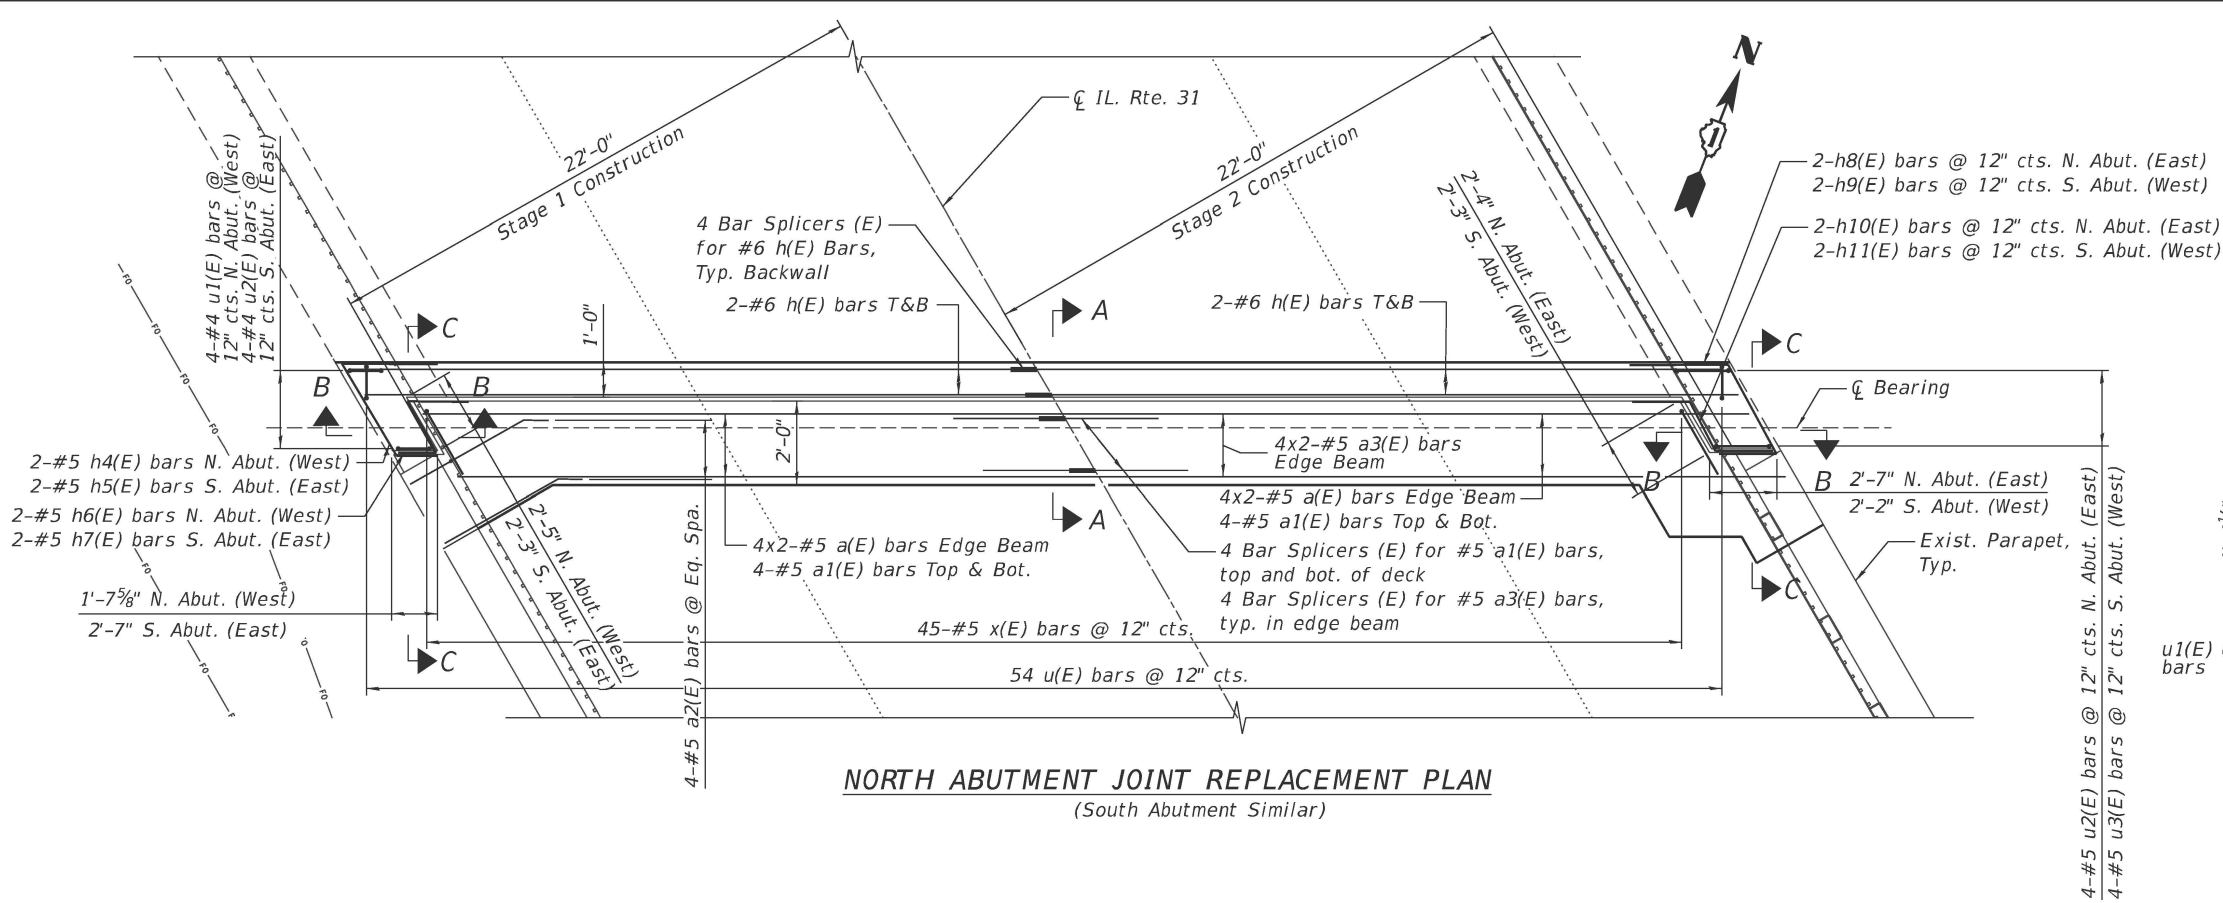 N
1
℄ IL. Rte. 31
22'-0"
Stage 1 Construction
22'-0"
Stage 2 Construction
2'-4" N. Abut. (East)
2'-3" S. Abut. (West)
2-h8(E) bars @ 12" cts. N. Abut. (East)
2-h9(E) bars @ 12" cts. S. Abut. (West)
2-h10(E) bars @ 12" cts. N. Abut. (East)
2-h11(E) bars @ 12" cts. S. Abut. (West)
4-#4 u1(E) bars @
12" cts. N. Abut. (West)
4-#4 u2(E) bars @
12" cts. S. Abut. (East)
4 Bar Splicers (E)
for #6 h(E) Bars,
Typ. Backwall
2-#6 h(E) bars T&B
2-#6 h(E) bars T&B
1'-0"
A
C
C
B
B
℄ Bearing
2'-0"
4x2-#5 a3(E) bars
Edge Beam
2-#5 h4(E) bars N. Abut. (West)
2-#5 h5(E) bars S. Abut. (East)
2-#5 h6(E) bars N. Abut. (West)
2-#5 h7(E) bars S. Abut. (East)
B
B
2'-7" N. Abut. (East)
2'-2" S. Abut. (West)
4x2-#5 a(E) bars Edge Beam
4-#5 a1(E) bars Top & Bot.
A
4x2-#5 a(E) bars Edge Beam
4-#5 a1(E) bars Top & Bot.
4 Bar Splicers (E) for #5 a1(E) bars,
top and bot. of deck
4 Bar Splicers (E) for #5 a3(E) bars,
typ. in edge beam
Exist. Parapet,
Typ.
C
1'-7⅝" N. Abut. (West)
2'-7" S. Abut. (East)
2'-5" N. Abut. (West)
2'-3" S. Abut. (East)
4-#5 a2(E) bars @ Eq. Spa.
C
45-#5 x(E) bars @ 12" cts.
54 u(E) bars @ 12" cts.
FO
FO
FO
FO
FO
FO
FO
4-#5 u2(E) bars @ 12" cts. N. Abut. (East)
4-#5 u3(E) bars @ 12" cts. S. Abut. (West)
u1(E)
bars
NORTH ABUTMENT JOINT REPLACEMENT PLAN
(South Abutment Similar)